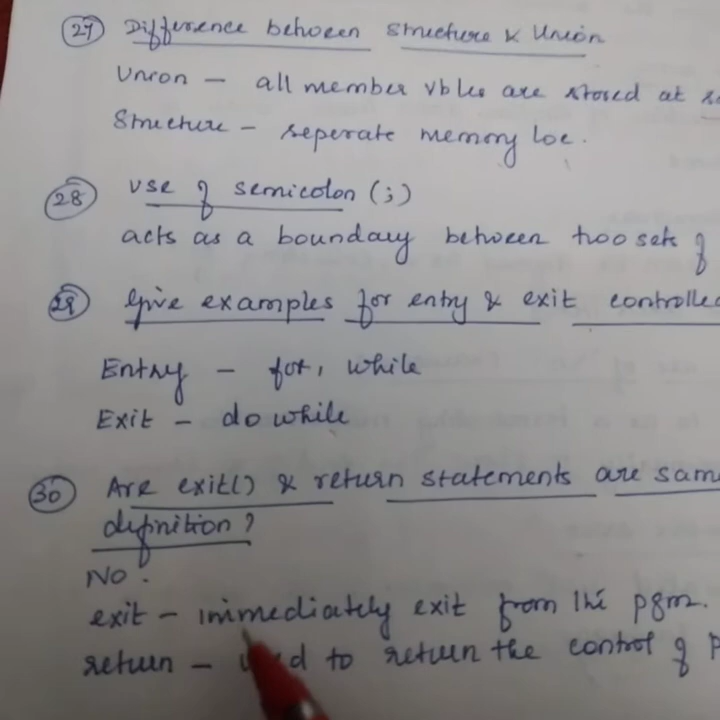 27 Difference between structure & Union
Union - all member vbles are stored at
Structure - seperate memory loc.
28 Use of semicolon (;)
acts as a boundary between two sets of
29 Give examples for entry & exit controlled
Entry - for, while
Exit - do while
30 Are exit() & return statements are sam
definition?
No.
exit - immediately exit from the pgm.
return - used to return the control of P